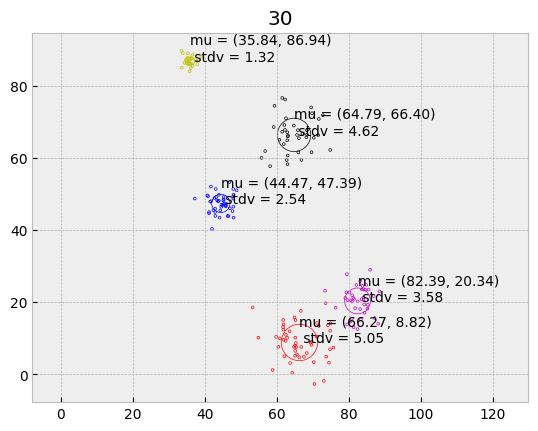 30
mu = (35.84, 86.94)
stdv = 1.32
mu = (64.79, 66.40)
stdv = 4.62
mu = (44.47, 47.39)
stdv = 2.54
mu = (82.39, 20.34)
stdv = 3.58
mu = (66.27, 8.82)
stdv = 5.05
80
60
40
20
0
0 20 40 60 80 100 120